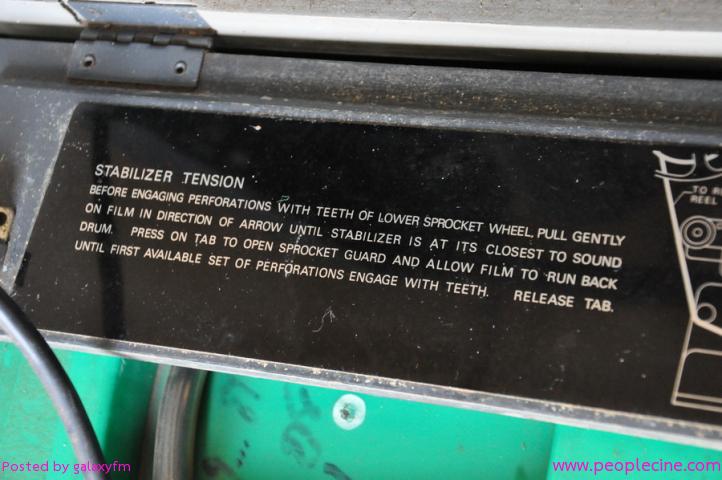 STABILIZER TENSION
BEFORE ENGAGING PERFORATIONS WITH TEETH OF LOWER SPROCKET WHEEL, PULL GENTLY
ON FILM IN DIRECTION OF ARROW UNTIL STABILIZER IS AT ITS CLOSEST TO SOUND
DRUM. PRESS ON TAB TO OPEN SPROCKET GUARD AND ALLOW FILM TO RUN BACK
UNTIL FIRST AVAILABLE SET OF PERFORATIONS ENGAGE WITH TEETH. RELEASE TAB.
TO
REEL
Posted by galaxyfm
www.peoplecine.com